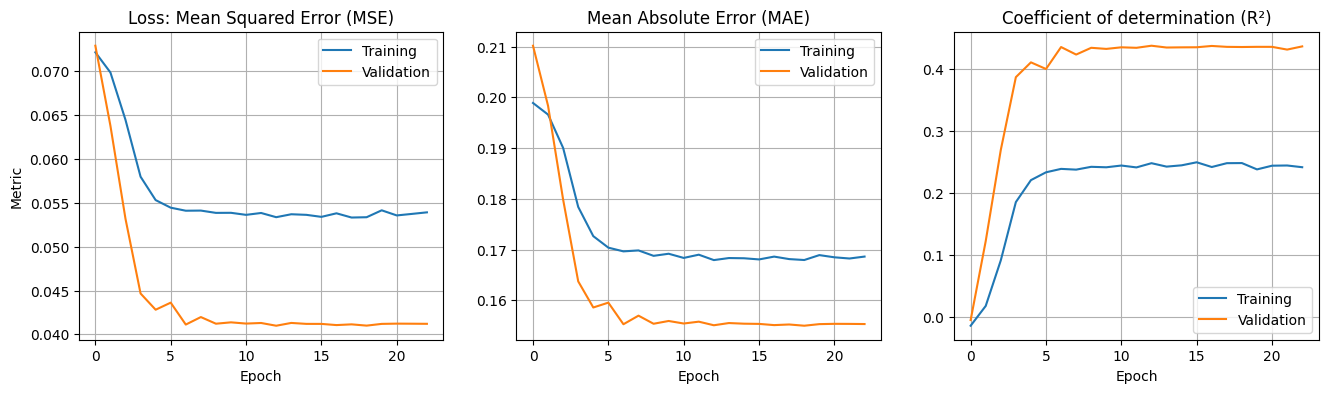 Loss: Mean Squared Error (MSE)
Metric
0.070
0.065
0.060
0.055
0.050
0.045
0.040
0
5
10
15
20
Epoch
Training
Validation
Mean Absolute Error (MAE)
0.21
0.20
0.19
0.18
0.17
0.16
0
5
10
15
20
Epoch
Training
Validation
Coefficient of determination (R²)
0.4
0.3
0.2
0.1
0.0
0
5
10
15
20
Epoch
Training
Validation